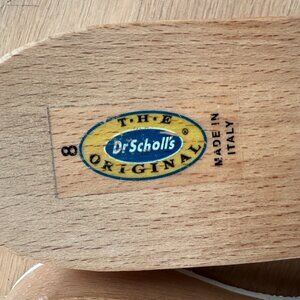 8
THE
Dr Scholl's ®
ORIGINAL
MADE IN
ITALY